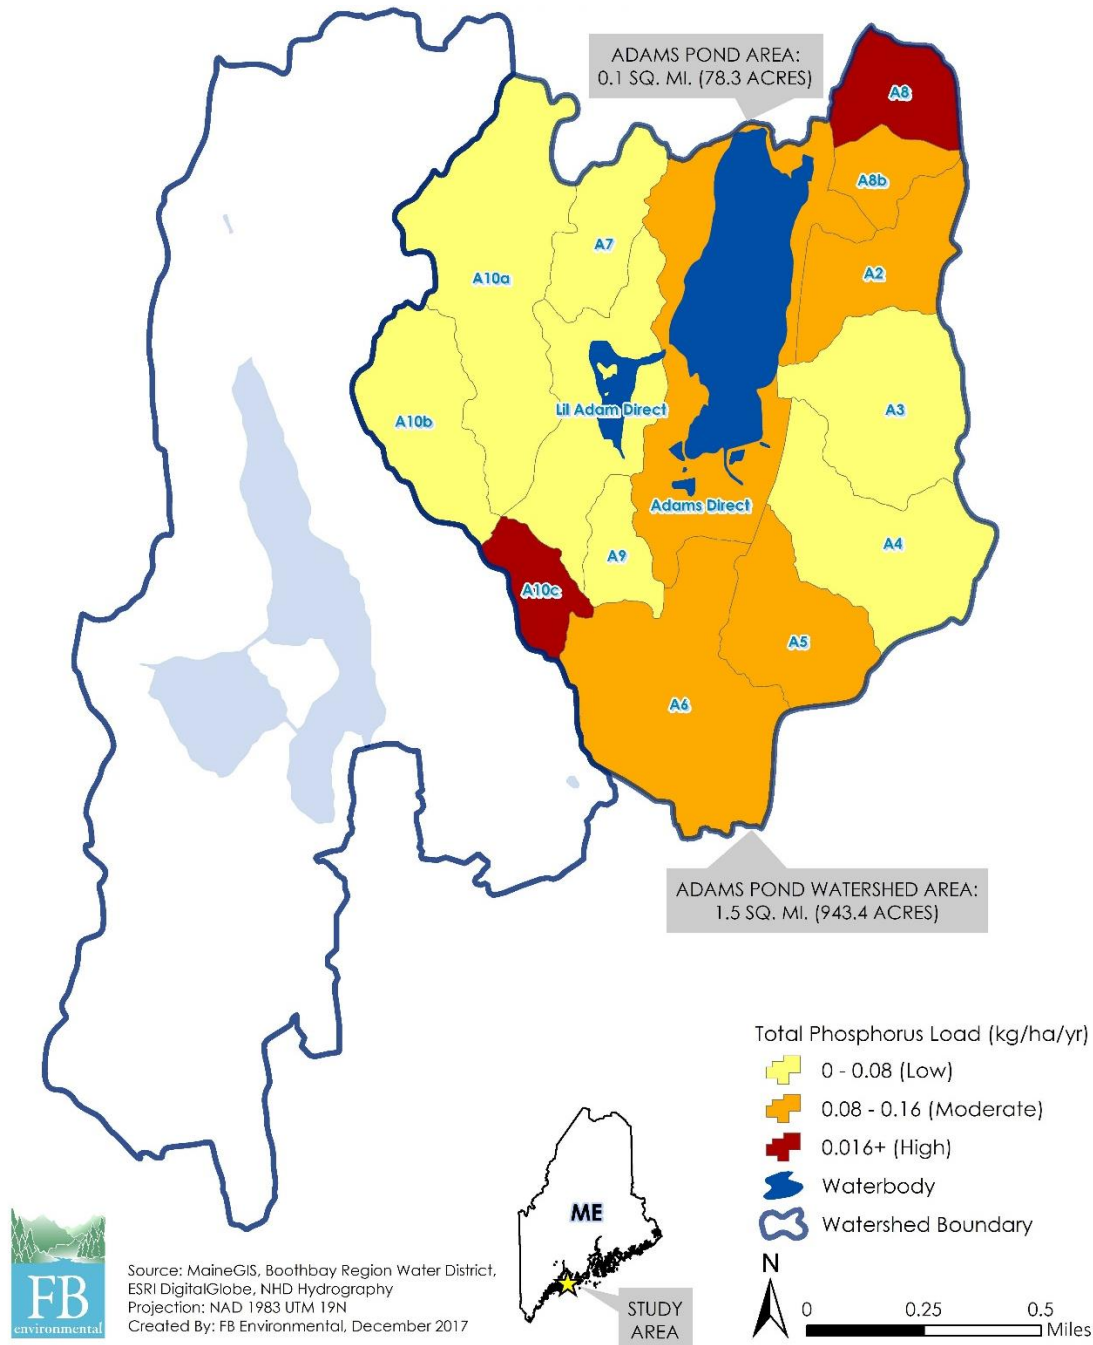 ADAMS POND AREA:
0.1 SQ. MI. (78.3 ACRES)
A8
A8b
A7
A2
A10a
A3
Lil Adam Direct
A10b
Adams Direct
A4
A9
A10c
A5
A6
ADAMS POND WATERSHED AREA:
1.5 SQ. MI. (943.4 ACRES)
Total Phosphorus Load (kg/ha/yr)
0 - 0.08 (Low)
0.08 - 0.16 (Moderate)
0.016+ (High)
Waterbody
Watershed Boundary
ME
STUDY
AREA
N
0 0.25 0.5
Miles
FB
environmental
Source: MaineGIS, Boothbay Region Water District,
ESRI DigitalGlobe, NHD Hydrography
Projection: NAD 1983 UTM 19N
Created By: FB Environmental, December 2017